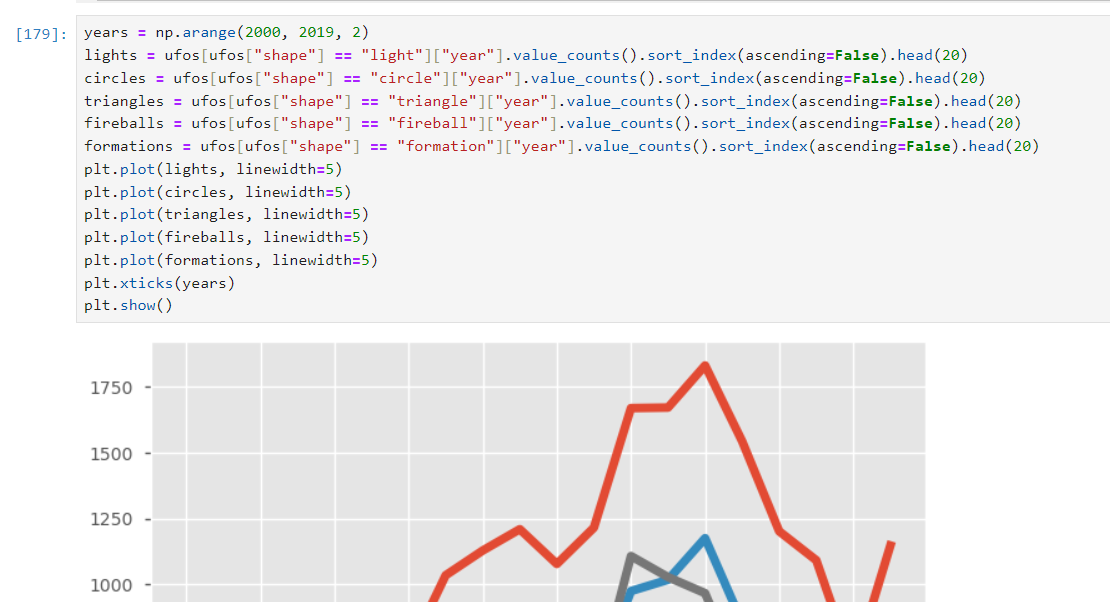 [179]:
years = np.arange(2000, 2019, 2)
lights = ufos[ufos["shape"] == "light"]["year"].value_counts().sort_index(ascending=False).head(20)
circles = ufos[ufos["shape"] == "circle"]["year"].value_counts().sort_index(ascending=False).head(20)
triangles = ufos[ufos["shape"] == "triangle"]["year"].value_counts().sort_index(ascending=False).head(20)
fireballs = ufos[ufos["shape"] == "fireball"]["year"].value_counts().sort_index(ascending=False).head(20)
formations = ufos[ufos["shape"] == "formation"]["year"].value_counts().sort_index(ascending=False).head(20)
plt.plot(lights, linewidth=5)
plt.plot(circles, linewidth=5)
plt.plot(triangles, linewidth=5)
plt.plot(fireballs, linewidth=5)
plt.plot(formations, linewidth=5)
plt.xticks(years)
plt.show()
1750
1500
1250
1000